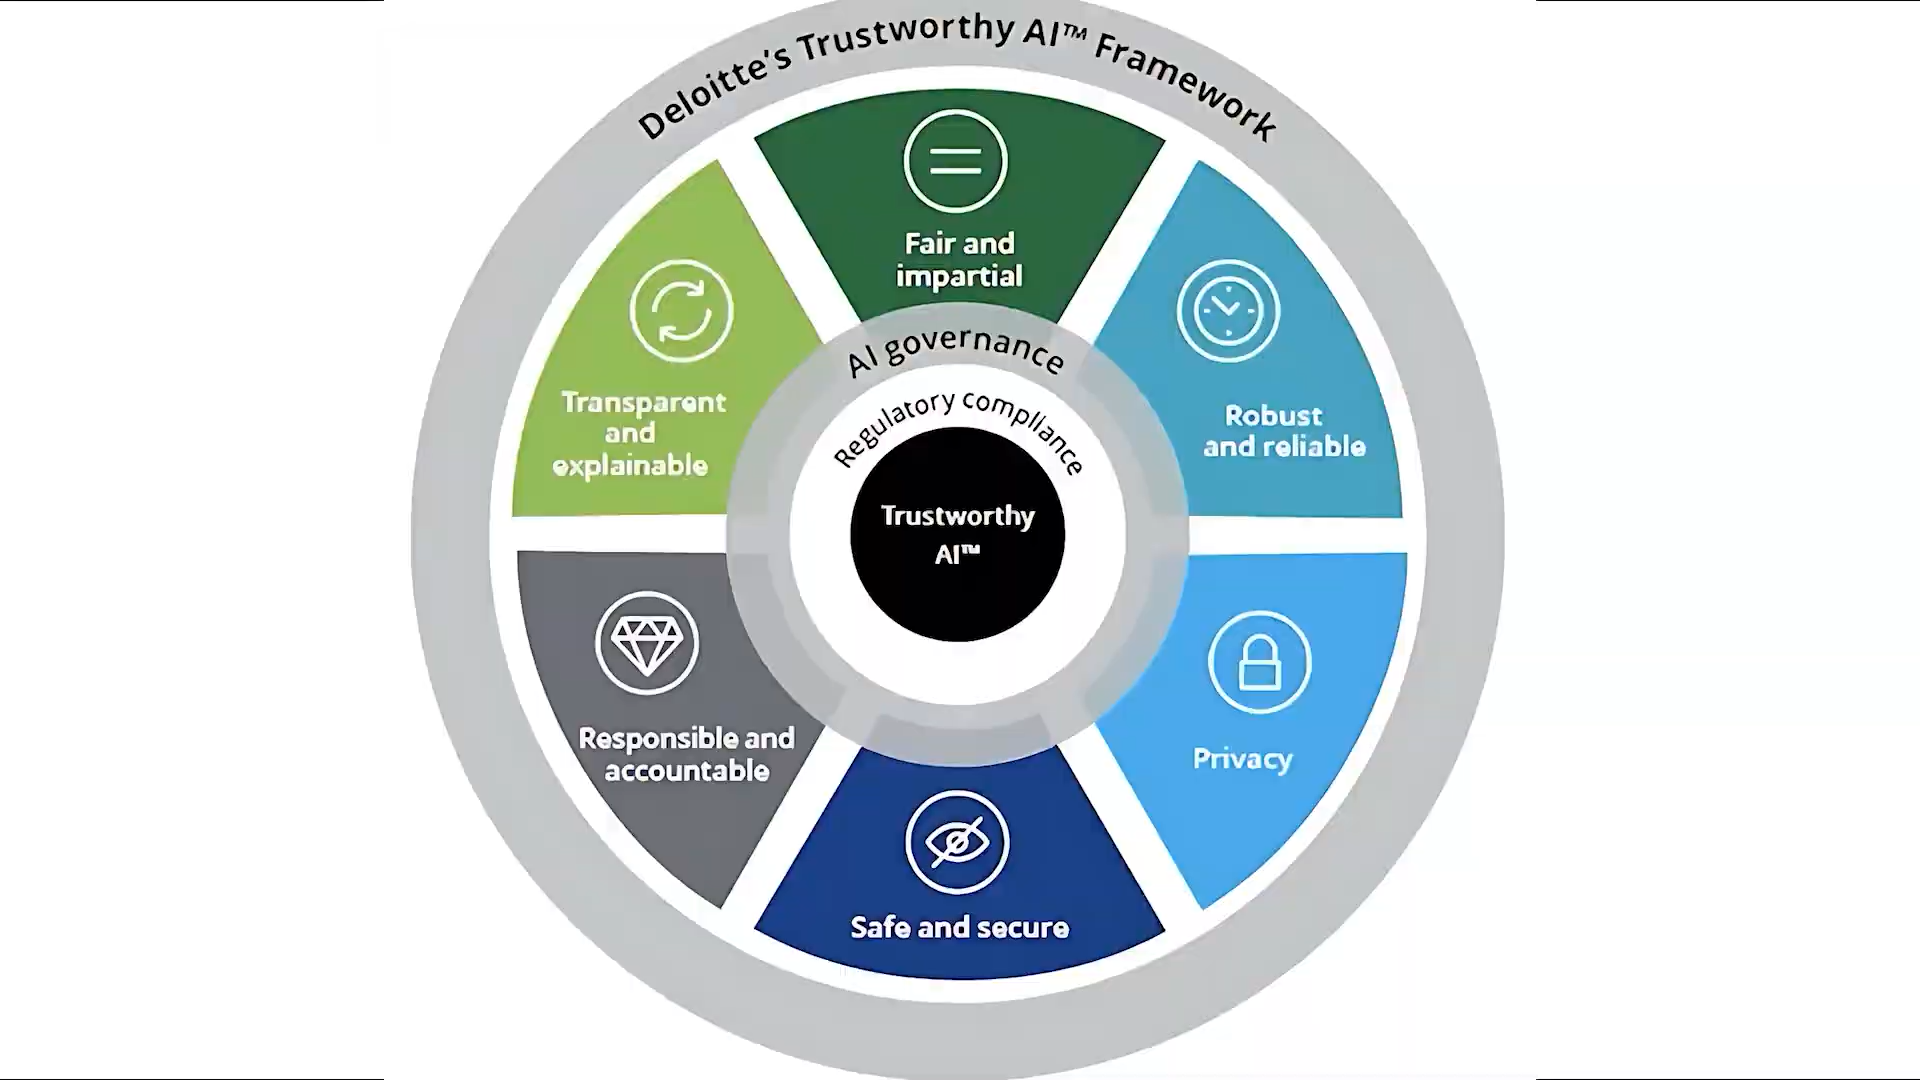 Deloitte's Trustworthy AI™ Framework
Fair and
impartial
Robust
and reliable
Privacy
Safe and secure
Responsible and
accountable
Transparent
and
explainable
AI governance
Regulatory compliance
Trustworthy
AI™